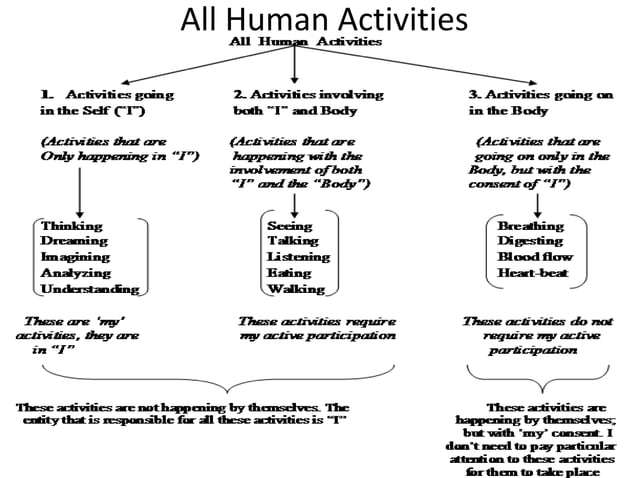 All Human Activities
All Human Activities
1. Activities going
in the Self ("I")
(Activities that are
Only happening in "I")
Thinking
Dreaming
Imagining
Analyzing
Understanding
These are 'my'
activities, they are
in "I"
2. Activities involving
both "I" and Body
(Activities that are
happening with the
involvement of both
"I" and the "Body")
Seeing
Talking
Listening
Eating
Walking
These activities require
my active participation
3. Activities going on
in the Body
(Activities that are
going on only in the
Body, but with the
consent of "I")
Breathing
Digesting
Blood flow
Heart-beat
These activities do not
require my active
participation
These activities are not happening by themselves. The
entity that is responsible for all these activities is "I"
These activities are
happening by themselves;
but with 'my' consent. I
don't need to pay particular
attention to these activities
for them to take place